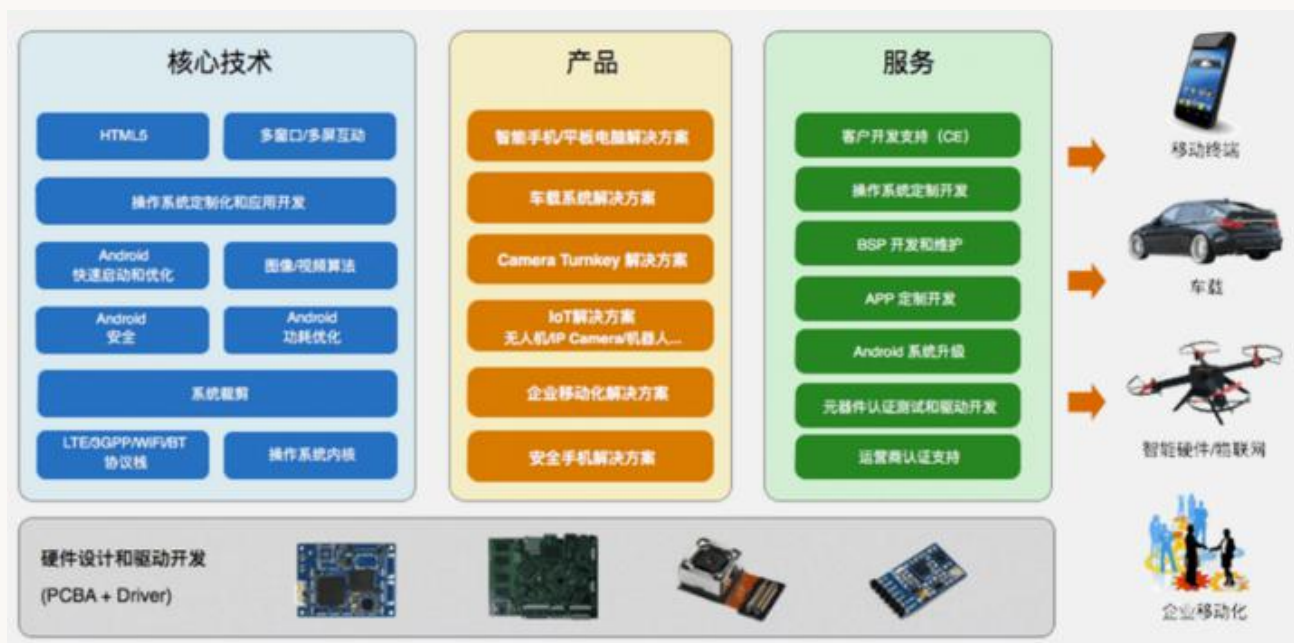 核心技术
HTML5
多窗口/多屏互动
操作系统定制化和应用开发
Android
快速启动和优化
图像/视频算法
Android
安全
Android
功耗优化
系统裁剪
LTE/3GPP/WIFI/BT
协议栈
操作系统内核
产品
智能手机/平板电脑解决方案
车载系统解决方案
Camera Turnkey 解决方案
IoT解决方案
无人机/IP Camera/机器人...
企业移动化解决方案
安全手机解决方案
服务
客户开发支持（CE）
操作系统定制开发
BSP 开发和维护
APP 定制开发
Android 系统升级
元器件认证测试和驱动开发
运营商认证支持
移动终端
车载
智能硬件/物联网
企业移动化
硬件设计和驱动开发
(PCBA + Driver)